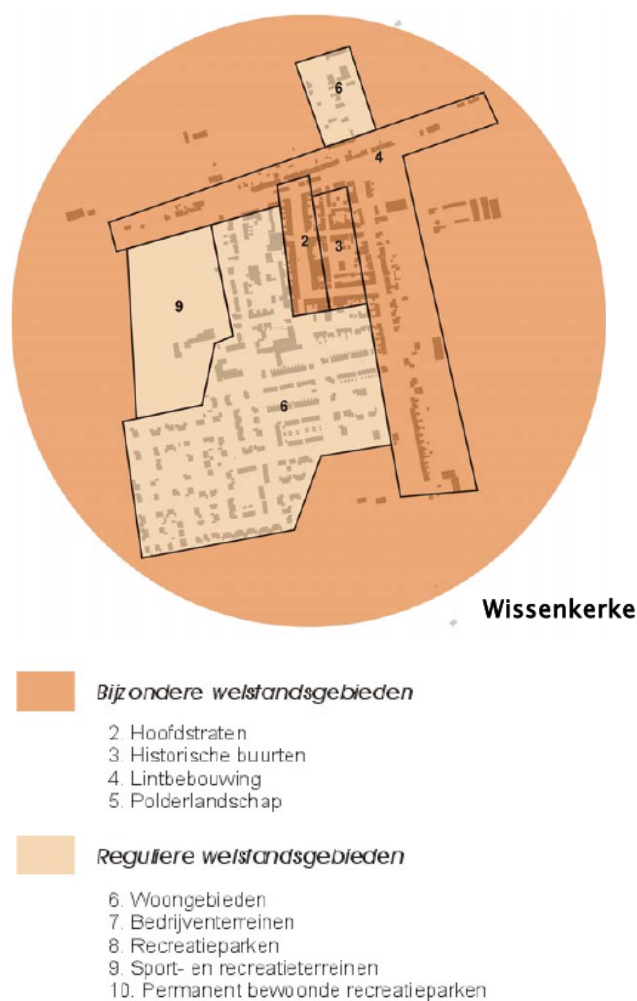 6
4
2
3
9
6
Wissenkerke
Bijzondere welstandsgebieden
2. Hoofdstraten
3. Historische buurten
4. Lintbebouwing
5. Polderlandschap
Reguliere welstandsgebieden
6. Woongebieden
7. Bedrijventerreinen
8. Recreatieparken
9. Sport- en recreatieterreinen
10. Permanent bewoonde recreatieparken